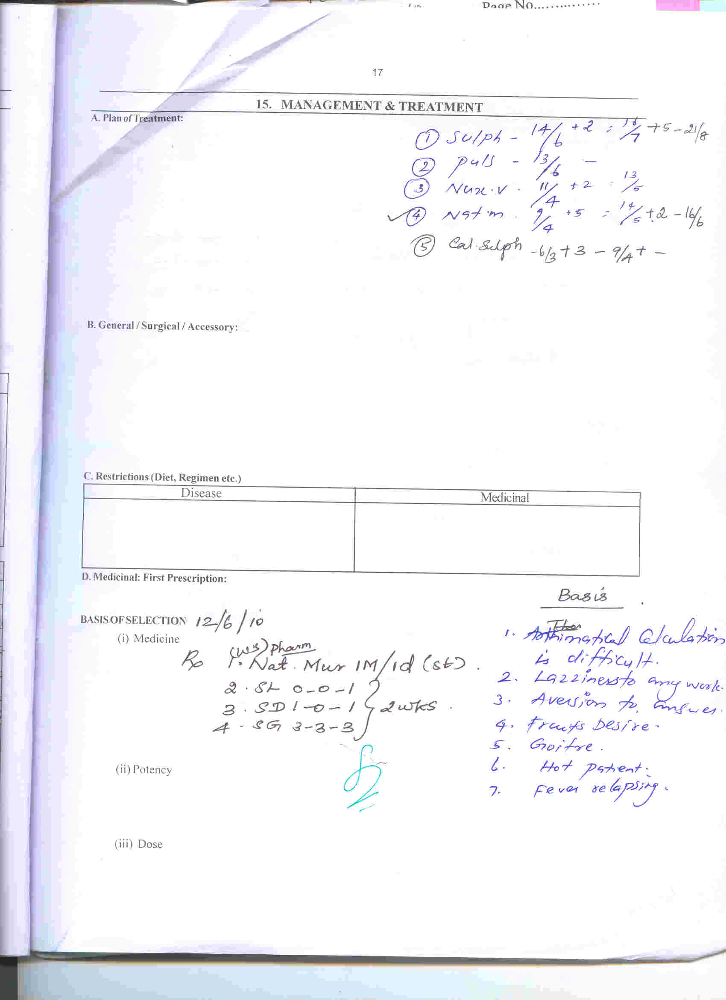 Page No..............
17
15. MANAGEMENT & TREATMENT
A. Plan of Treatment:
① Sulph - 14/6 + 2 = 16/7 + 5 - 21/8
② Puls - 13/6 -
③ Nux.v. 11/4 + 2 = 13/5
✓④ Nat.m. 9/4 + 5 = 14/5 + 2 - 16/6
⑤ Cal.Sulph - 6/3 + 3 - 9/4 + -
B. General / Surgical / Accessory:
C. Restrictions (Diet, Regimen etc.)
Disease Medicinal
D. Medicinal: First Prescription:
Basis
BASIS OF SELECTION 12/6/10
(i) Medicine
Rx 1. Nat. Mur 1M/1d (st).
2. SL 0-0-1
3. SD 1-0-1 } 2wks.
4. SG 3-3-3
(ii) Potency
(iii) Dose
1. Calculation
is difficult.
2. Lazziness to any work.
3. Aversion to answer.
4. Fruits Desire.
5. Goitre.
6. Hot patient.
7. Fever relapsing.